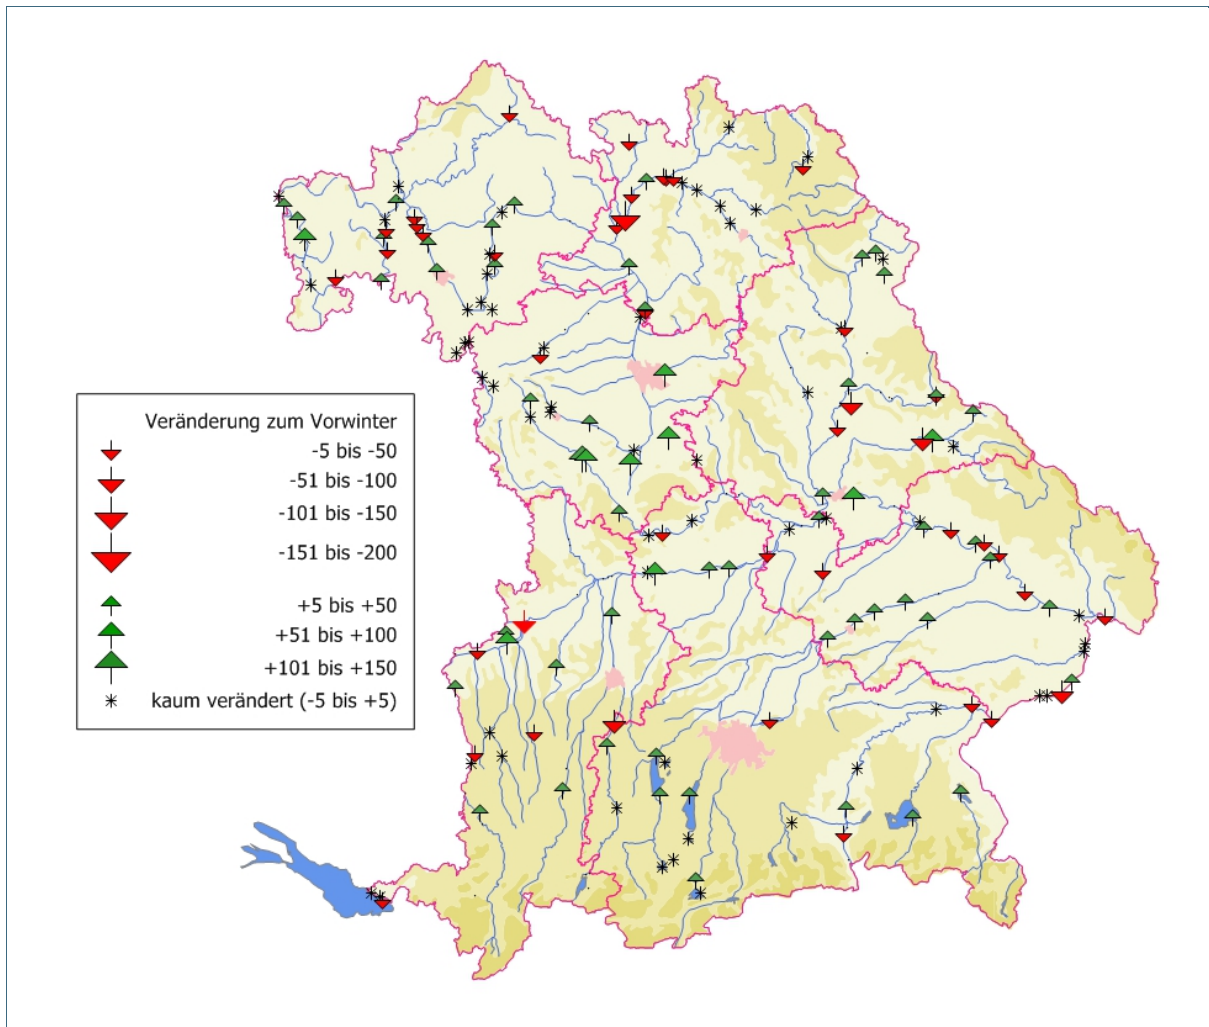 Veränderung zum Vorwinter
-5 bis -50
-51 bis -100
-101 bis -150
-151 bis -200
+5 bis +50
+51 bis +100
+101 bis +150
kaum verändert (-5 bis +5)